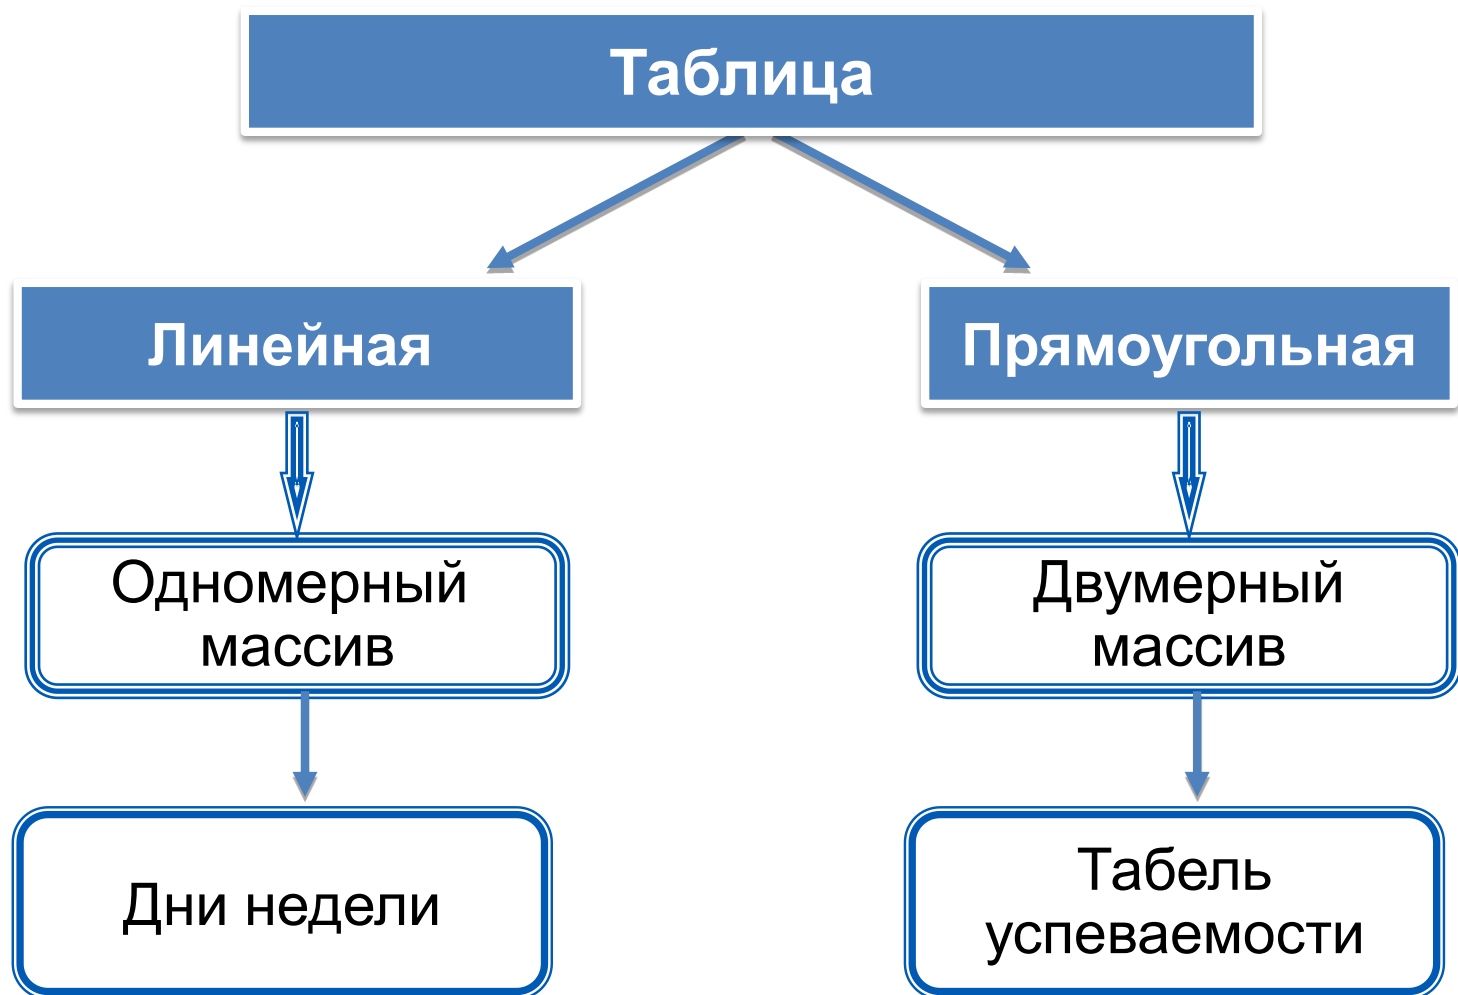 Таблица
Линейная
Прямоугольная
Одномерный
массив
Двумерный
массив
Дни недели
Табель
успеваемости